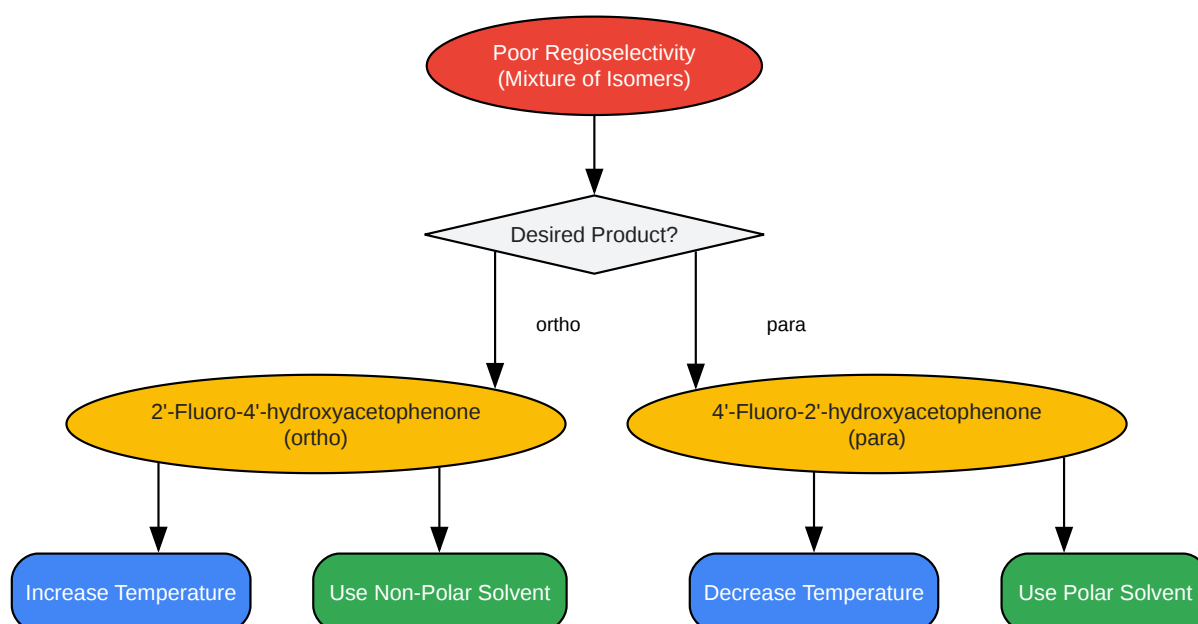 Poor Regioselectivity
(Mixture of Isomers)
Desired Product?
ortho
para
2'-Fluoro-4'-hydroxyacetophenone
(ortho)
4'-Fluoro-2'-hydroxyacetophenone
(para)
Increase Temperature
Use Non-Polar Solvent
Decrease Temperature
Use Polar Solvent